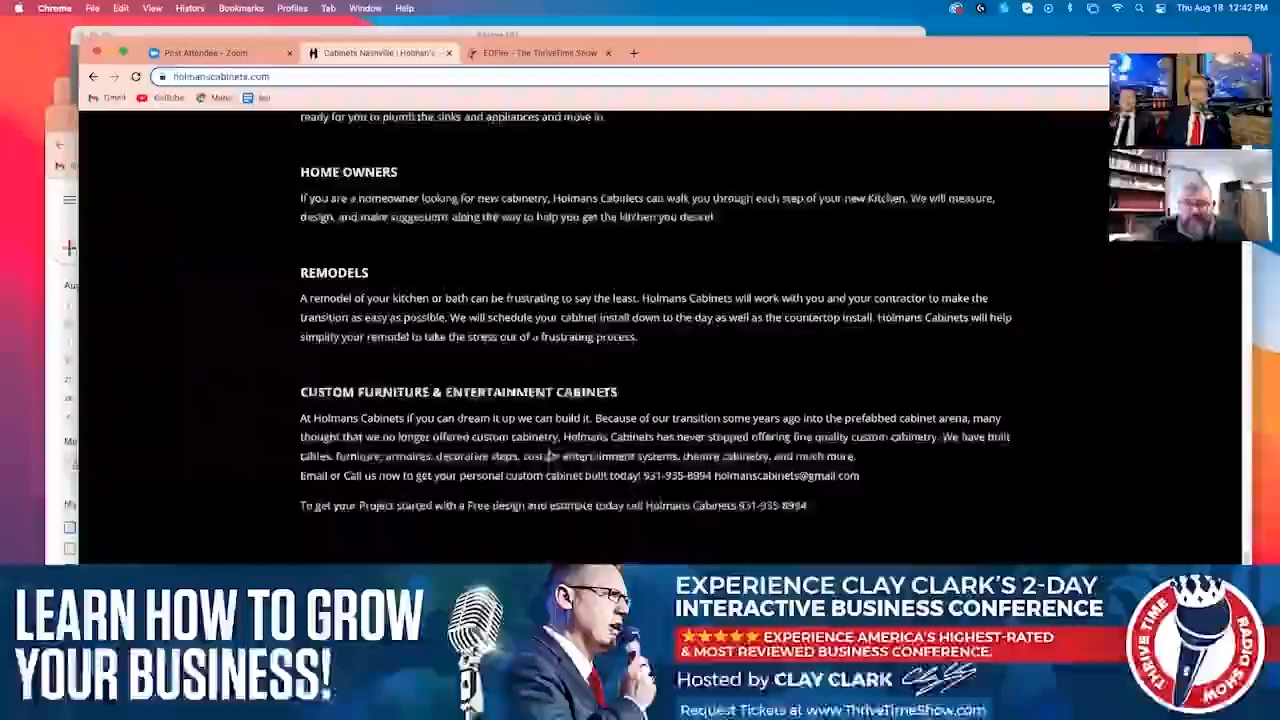 Chrome File Edit View History Bookmarks Profiles Tab Window Help Thu Aug 18 12:42 PM
Post Attendee - Zoom Cabinets Nashville | Holman's EOFire - The ThriveTime Show
holmanscabinets.com
Gmail YouTube Maps
ready for you to plumb the sinks and appliances and move in.
HOME OWNERS
If you are a homeowner looking for new cabinetry, Holmans Cabinets can walk you through each step of your new Kitchen. We will measure,
design, and make suggestions along the way to help you get the kitchen you desire!
REMODELS
A remodel of your kitchen or bath can be frustrating to say the least. Holmans Cabinets will work with you and your contractor to make the
transition as easy as possible. We will schedule your cabinet install down to the day as well as the countertop install. Holmans Cabinets will help
simplify your remodel to take the stress out of a frustrating process.
CUSTOM FURNITURE & ENTERTAINMENT CABINETS
At Holmans Cabinets if you can dream it up we can build it. Because of our transition some years ago into the prefabbed cabinet arena, many
thought that we no longer offered custom cabinetry, Holmans Cabinets has never stopped offering fine quality custom cabinetry. We have built
tables, furniture, armoires, decorative steps, custom entertainment systems, theatre cabinetry, and much more.
Email or Call us now to get your personal custom cabinet built today! 931-935-8994 holmanscabinets@gmail.com
To get your Project started with a Free design and estimate today call Holmans Cabinets 931-935-8994
LEARN HOW TO GROW
YOUR BUSINESS!
EXPERIENCE CLAY CLARK'S 2-DAY
INTERACTIVE BUSINESS CONFERENCE
EXPERIENCE AMERICA'S HIGHEST-RATED
& MOST REVIEWED BUSINESS CONFERENCE.
Hosted by CLAY CLARK
Request Tickets at www.ThriveTimeShow.com
THRIVE TIME RADIO SHOW